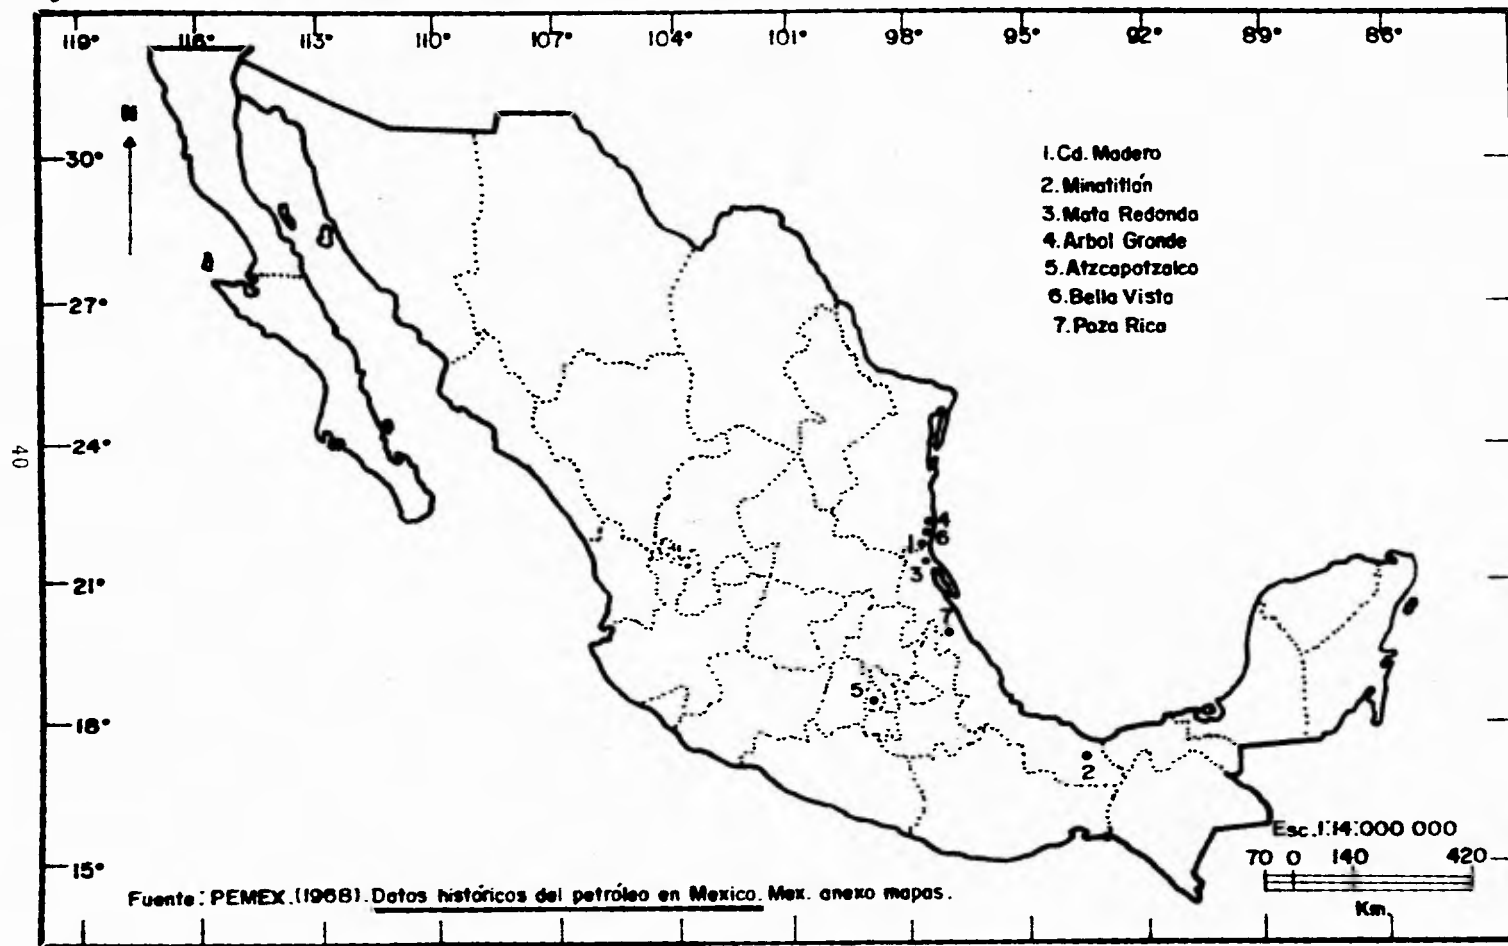 119° 116° 113° 110° 107° 104° 101° 98° 95° 92° 89° 86°
N
30°
27°
24°
21°
18°
15°
40
1.Cd. Madero
2.Minatitlán
3.Mata Redonda
4.Arbol Grande
5.Atzcapotzalco
6.Bella Vista
7.Poza Rica
4
6
1
3
7
5
2
Esc.1:14:000 000
70 0 140 420
Km.
Fuente: PEMEX.(1968).Datos históricos del petróleo en Mexico. Mex. anexo mapas.